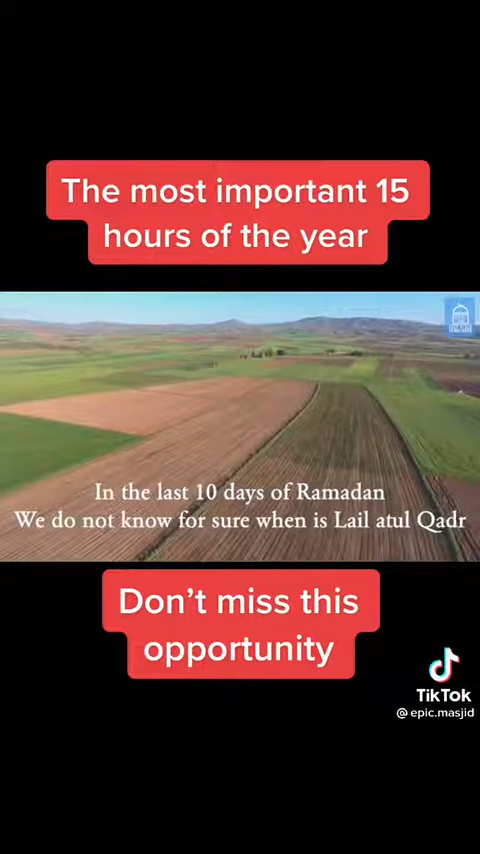 The most important 15
hours of the year
In the last 10 days of Ramadan
We do not know for sure when is Lail atul Qadr
Don't miss this
opportunity
TikTok
@ epic.masjid